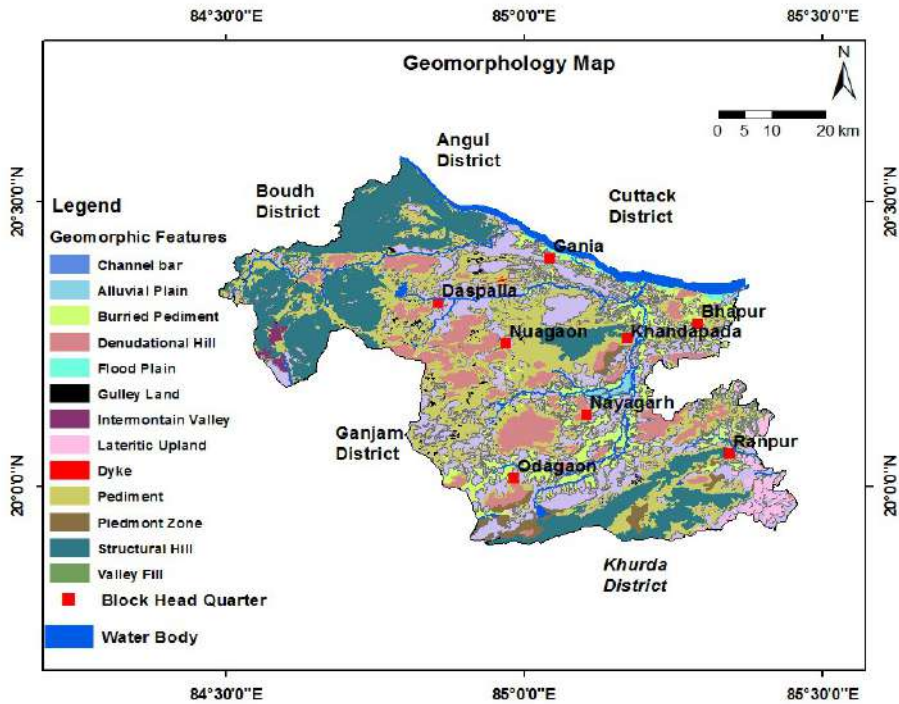 84°30'0"E 85°0'0"E 85°30'0"E
Geomorphology Map
N
0 5 10 20 km
Angul
District
Boudh
District
Cuttack
District
20°30'0"N 20°30'0"N
Legend
Geomorphic Features
Channel bar
Alluvial Plain
Burried Pediment
Denudational Hill
Flood Plain
Gulley Land
Intermontain Valley
Lateritic Upland
Dyke
Pediment
Piedmont Zone
Structural Hill
Valley Fill
Block Head Quarter
Water Body
Gania
Daspalla
Bhapur
Nuagaon
Khandapada
Nayagarh
Ganjam
District
Ranpur
Odagaon
20°0'0"N 20°0'0"N
Khurda
District
84°30'0"E 85°0'0"E 85°30'0"E